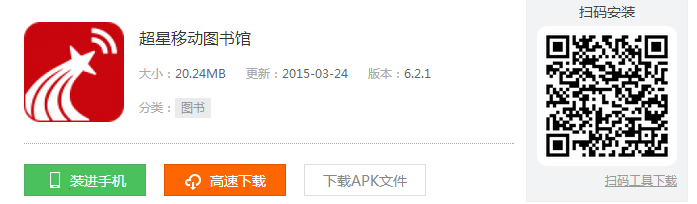 超星移动图书馆
大小：20.24MB 更新：2015-03-24 版本：6.2.1
分类： 图书
装进手机 高速下载 下载APK文件
扫码安装
扫码工具下载